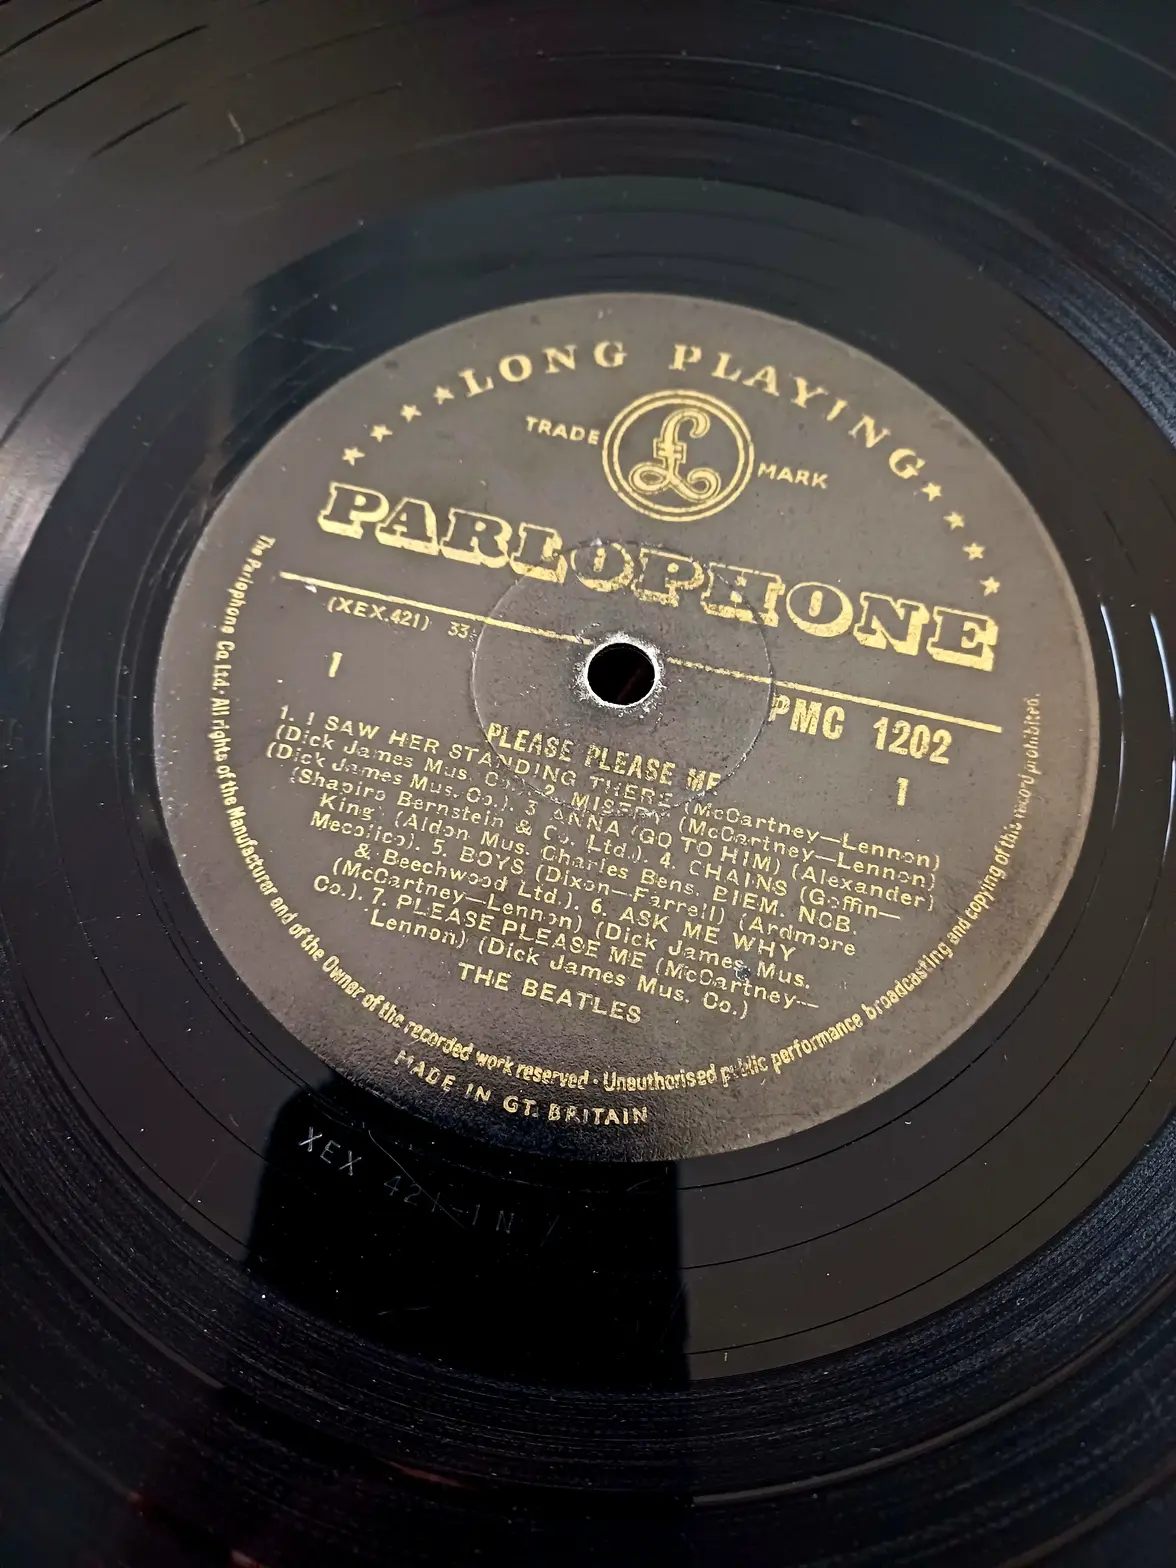 ★★★★ LONG PLAYING ★★★★
TRADE MARK
£
PARLOPHONE
(XEX.421) 33
1
PMC 1202
1
PLEASE PLEASE ME
1. I SAW HER STANDING THERE (McCartney—Lennon)
(Dick James Mus. Co.) 2. MISERY (McCartney—Lennon)
(Dick James Mus. Co.) 3. ANNA (GO TO HIM) (Alexander)
(Shapiro Bernstein & Co. Ltd.). 4. CHAINS (Goffin—
King) (Aldon Mus. Charles Bens. BIEM. NCB.
Mecolico). 5. BOYS (Dixon—Farrell) (Ardmore
& Beechwood Ltd.) 6. ASK ME WHY
(McCartney—Lennon) (Dick James Mus.
Co.). 7. PLEASE PLEASE ME (McCartney—
Lennon) (Dick James Mus. Co.)
THE BEATLES
The Parlophone Co. Ltd. · All rights of the Manufacturer and of the Owner of the recorded work reserved · Unauthorised public performance broadcasting and copying of this record prohibited.
MADE IN GT. BRITAIN
XEX 421-1N